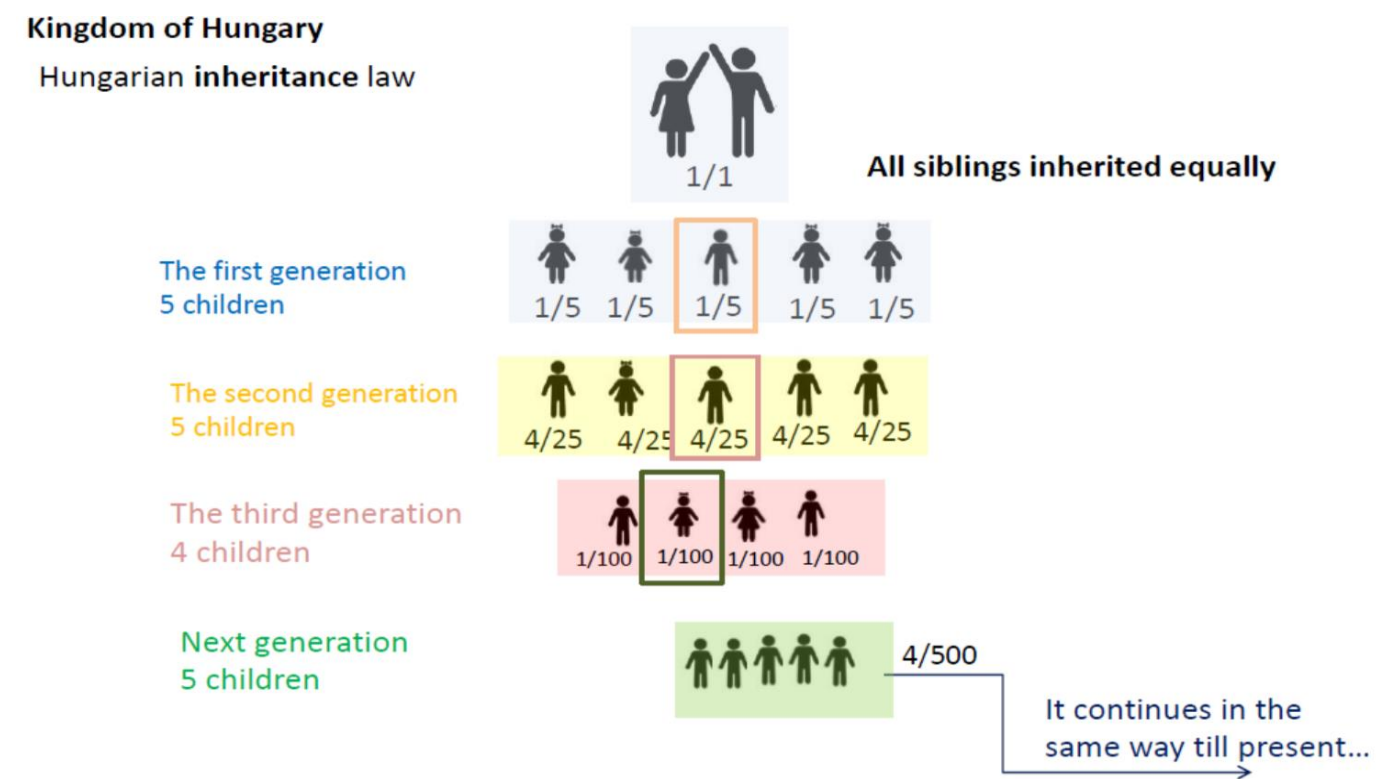 Kingdom of Hungary
Hungarian inheritance law
1/1
All siblings inherited equally
The first generation
5 children
1/5 1/5 1/5 1/5 1/5
The second generation
5 children
4/25 4/25 4/25 4/25 4/25
The third generation
4 children
1/100 1/100 1/100 1/100
Next generation
5 children
4/500
It continues in the
same way till present...